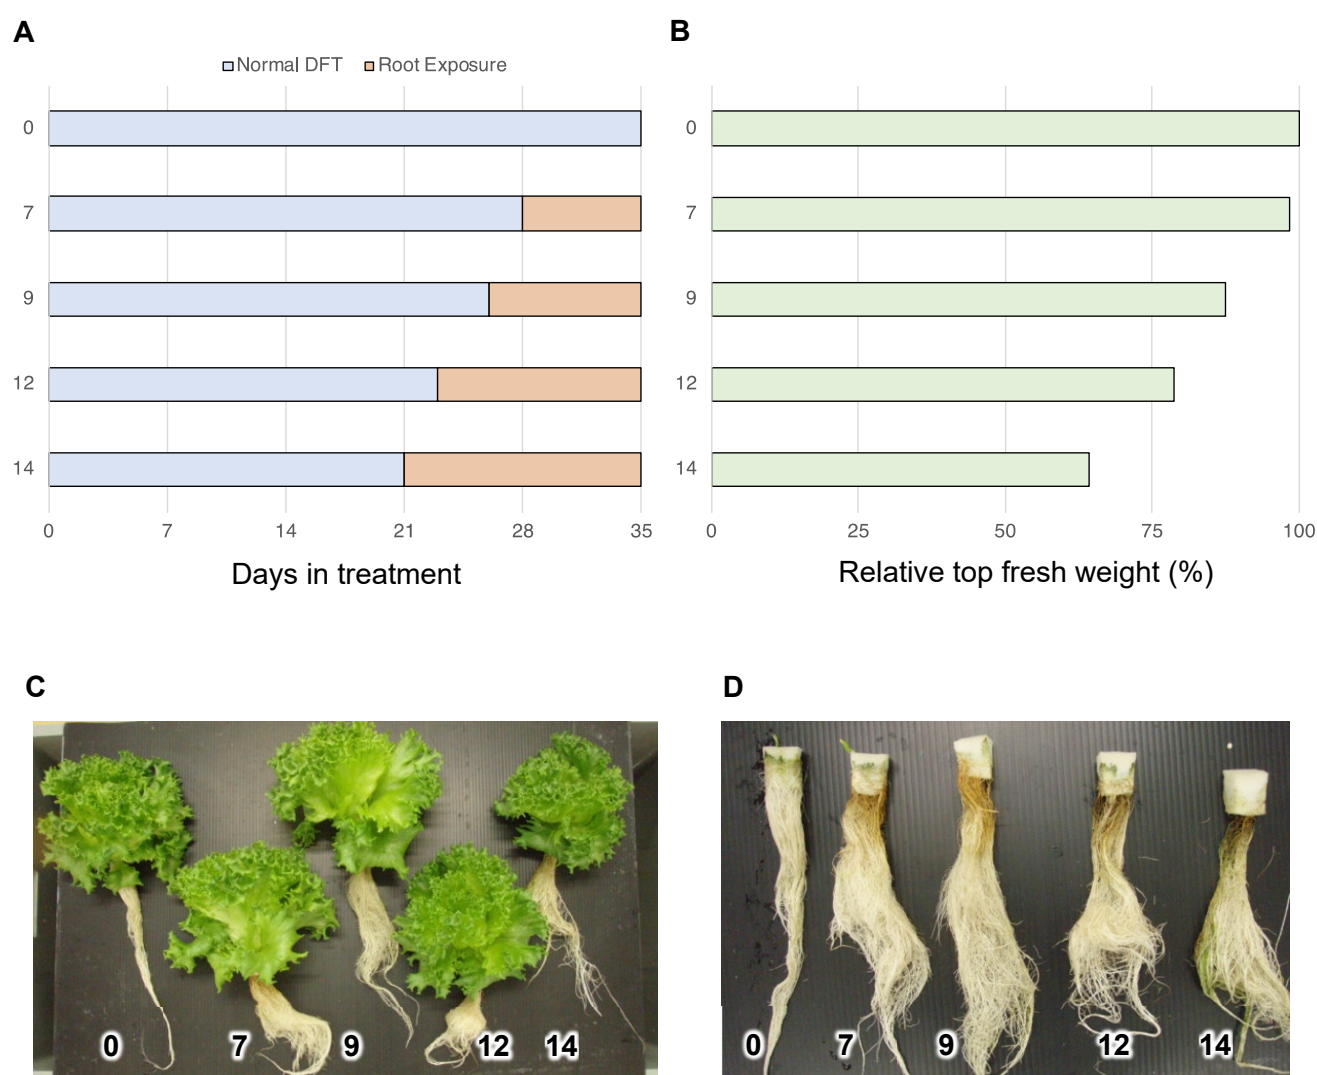 A
B
Normal DFT Root Exposure
0
7
9
12
14
0 7 14 21 28 35
Days in treatment
0
7
9
12
14
0 25 50 75 100
Relative top fresh weight (%)
C
D
0 7 9 12 14
0 7 9 12 14